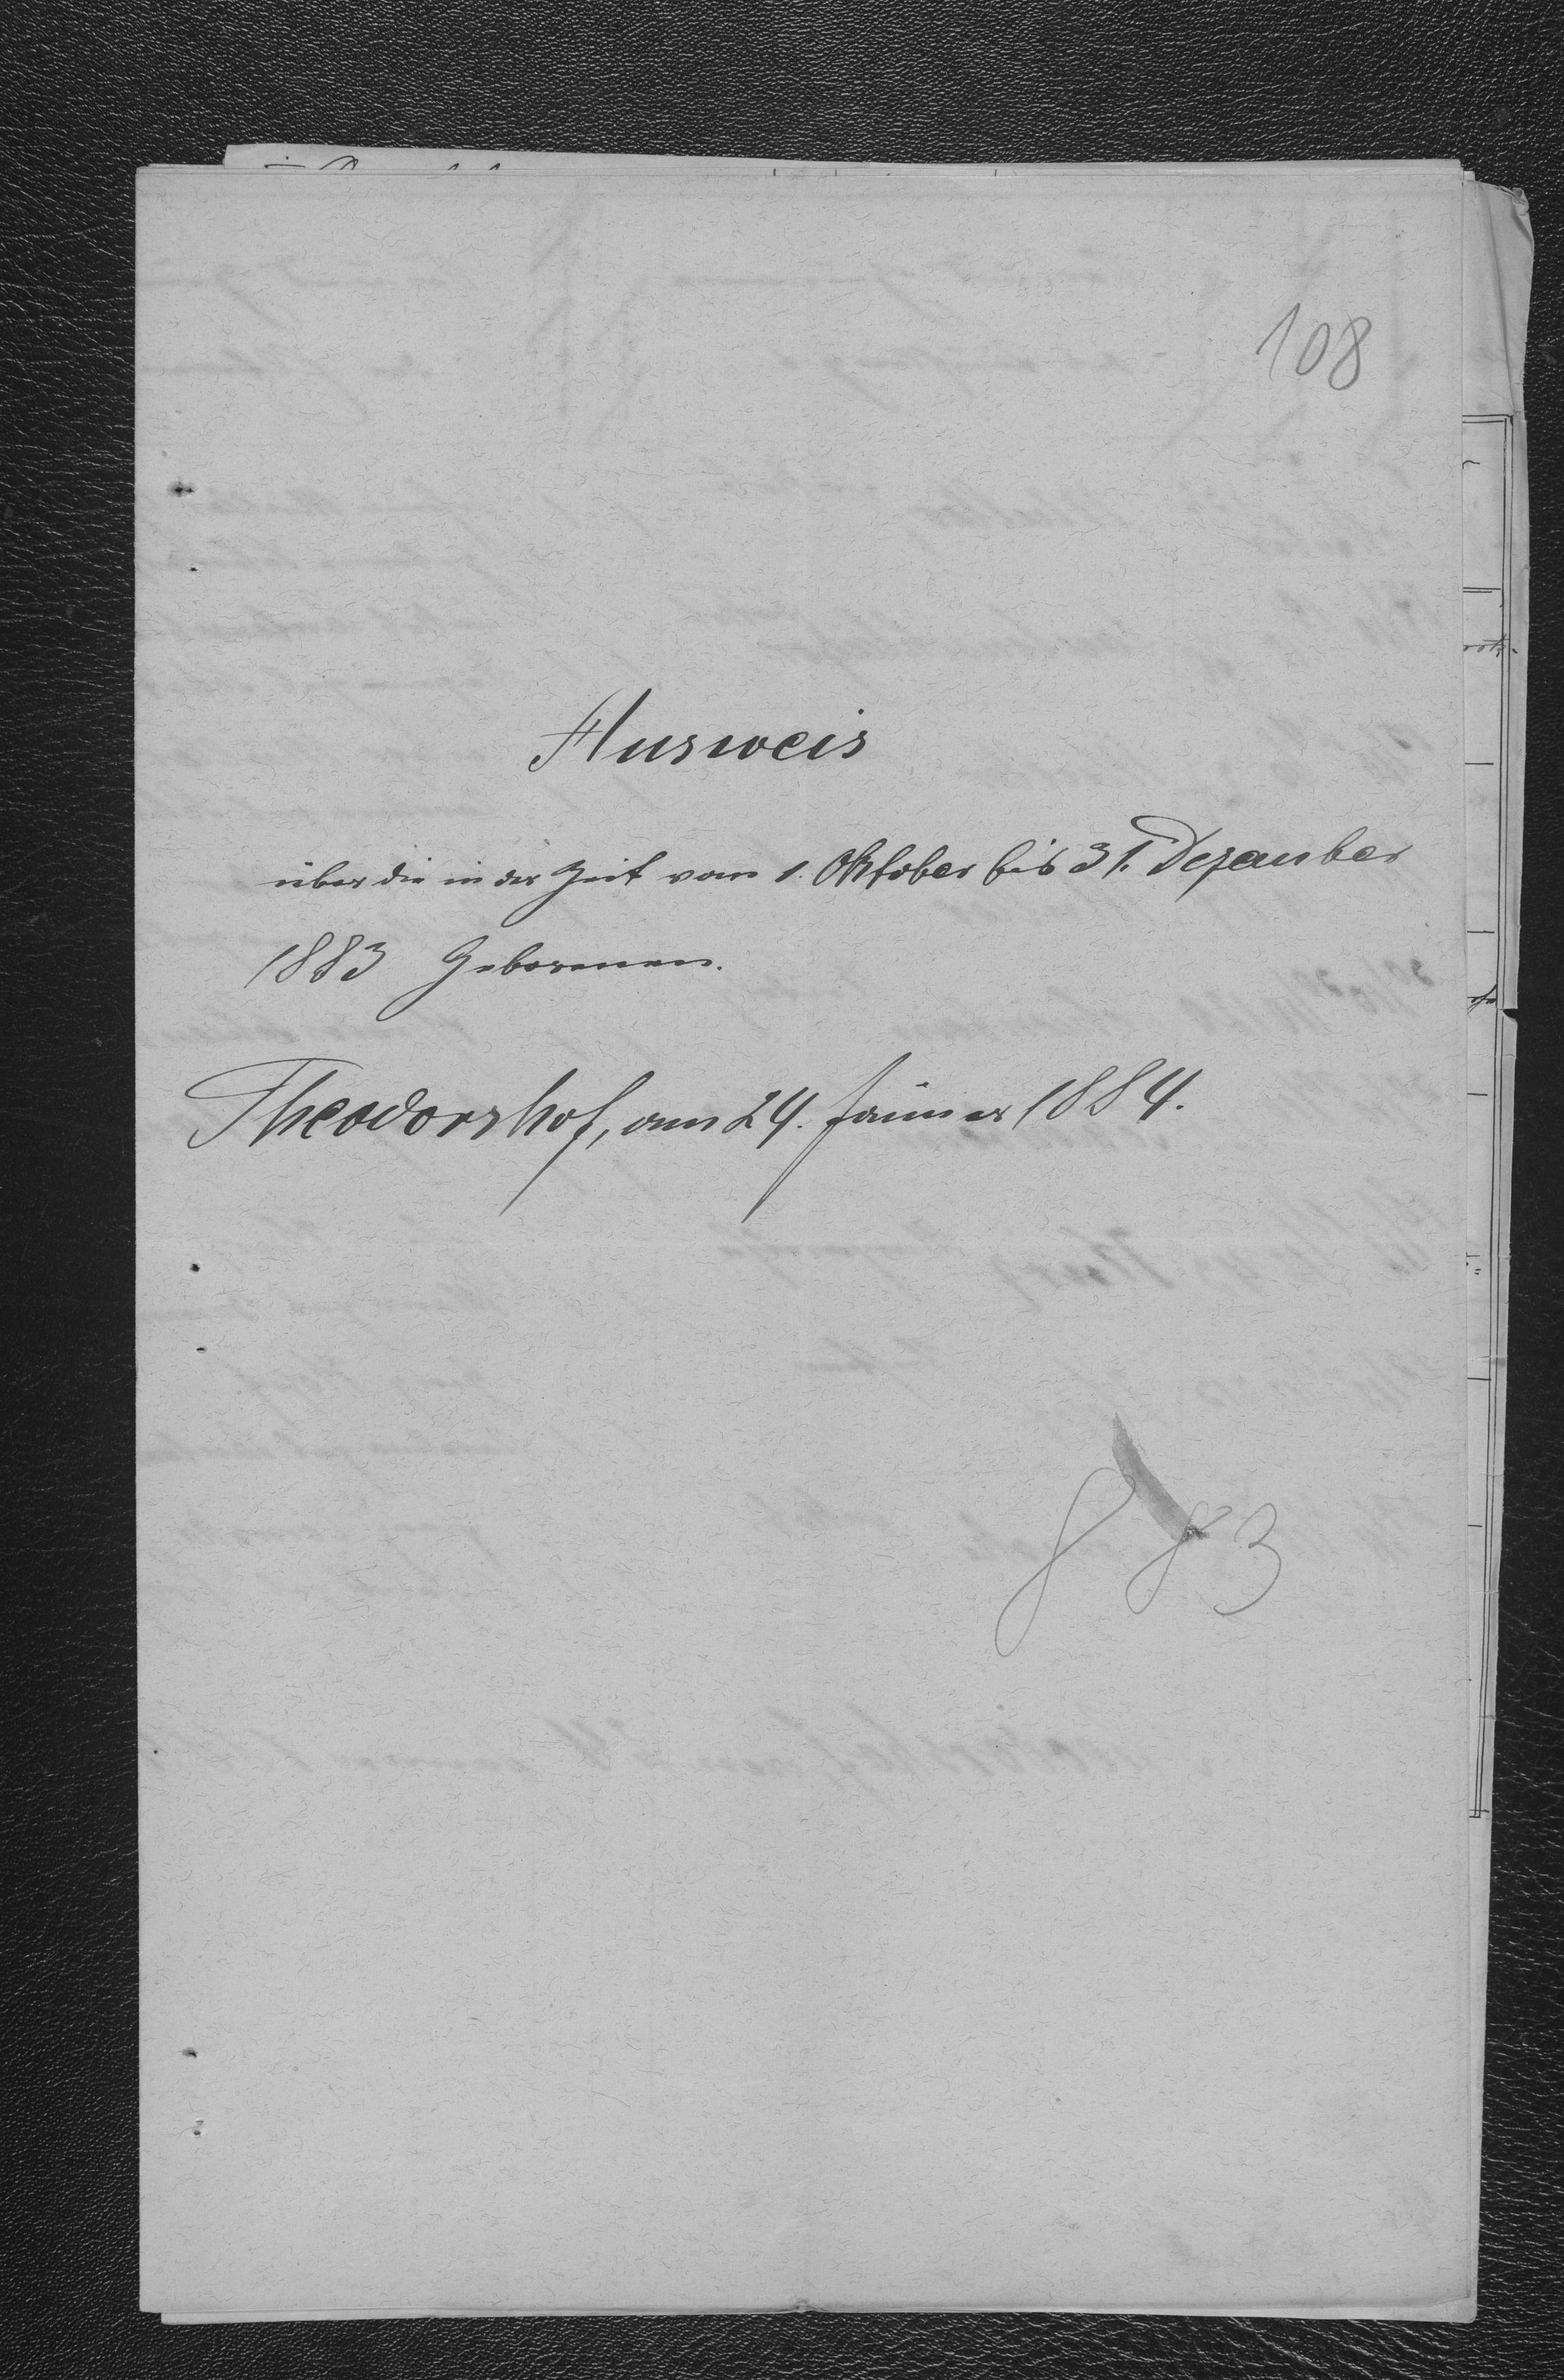 108
Ausweis
über die in der Zeit vom 1. Oktober bis 31. Dezember
1883 Geborenen.
Theodorshof, am 24. Jänner 1884.
883